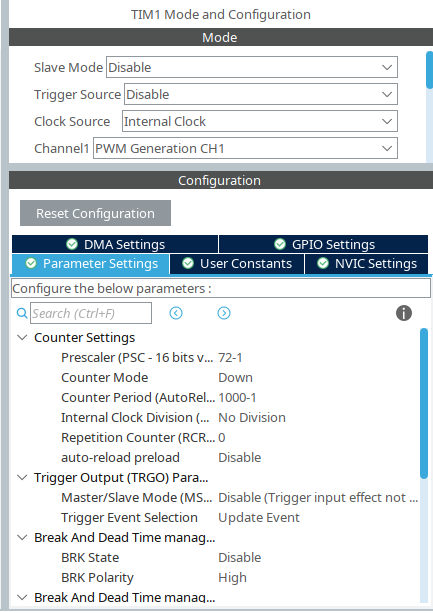 TIM1 Mode and Configuration
Mode
Slave Mode Disable
Trigger Source Disable
Clock Source Internal Clock
Channel1 PWM Generation CH1
Configuration
Reset Configuration
DMA Settings GPIO Settings
Parameter Settings User Constants NVIC Settings
Configure the below parameters :
Search (Ctrl+F)
Counter Settings
Prescaler (PSC - 16 bits v... 72-1
Counter Mode Down
Counter Period (AutoRel... 1000-1
Internal Clock Division (... No Division
Repetition Counter (RCR... 0
auto-reload preload Disable
Trigger Output (TRGO) Para...
Master/Slave Mode (MS... Disable (Trigger input effect not ...
Trigger Event Selection Update Event
Break And Dead Time manag...
BRK State Disable
BRK Polarity High
Break And Dead Time manag...